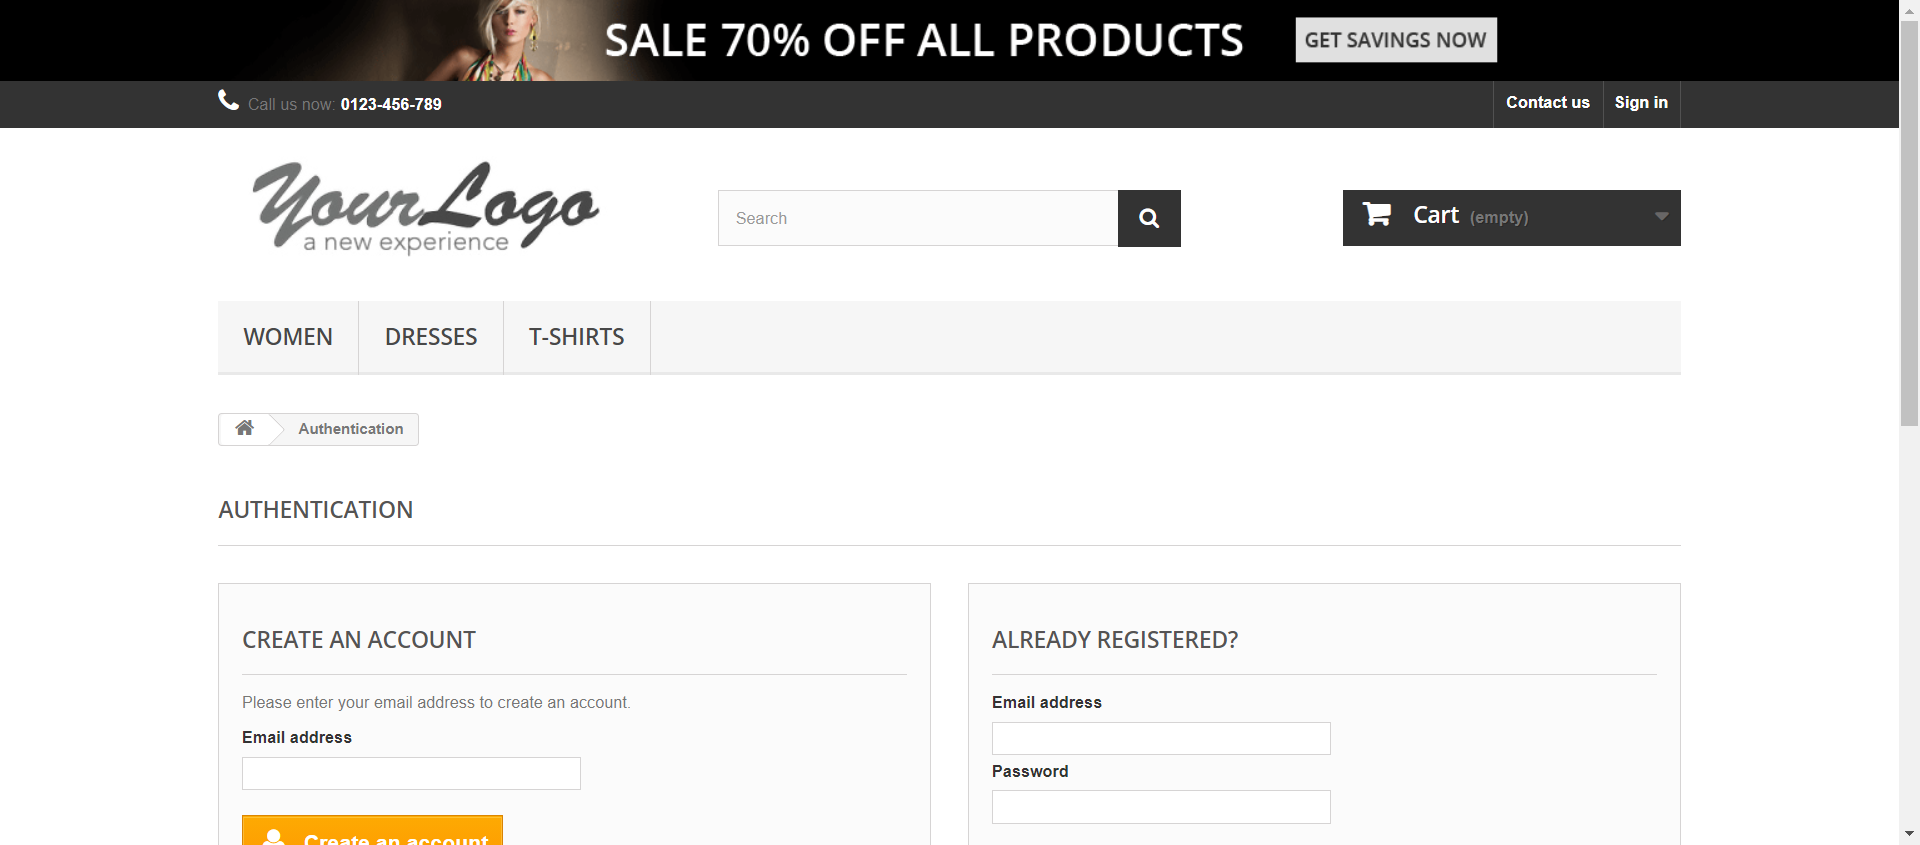 SALE 70% OFF ALL PRODUCTS GET SAVINGS NOW
Call us now: 0123-456-789 Contact us Sign in
YourLogo
a new experience
Search
Cart (empty)
WOMEN DRESSES T-SHIRTS
Authentication
AUTHENTICATION
CREATE AN ACCOUNT
Please enter your email address to create an account.
Email address
Create an account
ALREADY REGISTERED?
Email address
Password